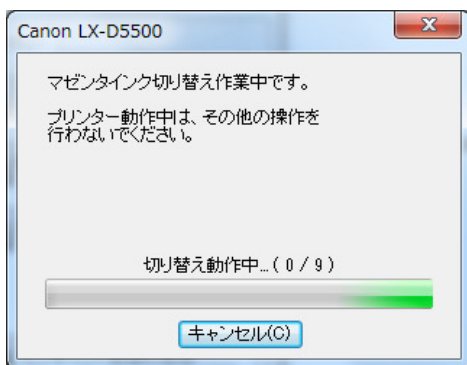 Canon LX-D5500
マゼンタインク切り替え作業中です。
プリンター動作中は、その他の操作を
行わないでください。
切り替え動作中...( 0 / 9 )
キャンセル(C)